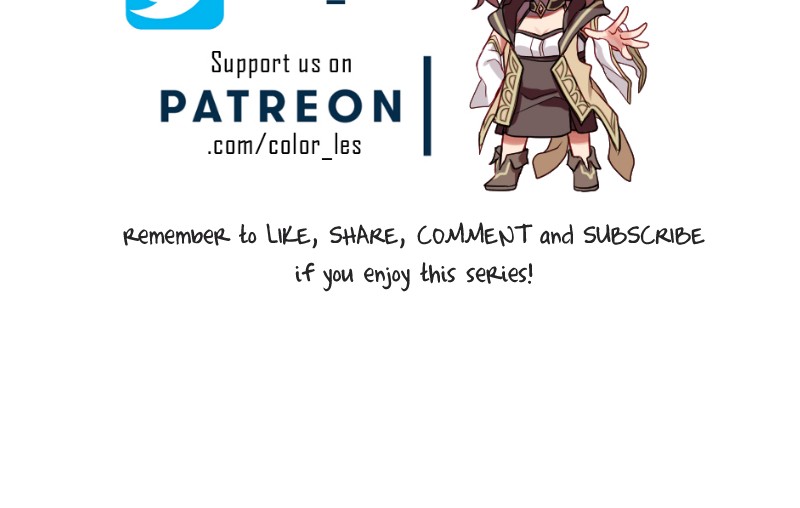 Support us on
PATREON
.com/color_les
Remember to LIKE, SHARE, COMMENT and SUBSCRIBE
if you enjoy this series!